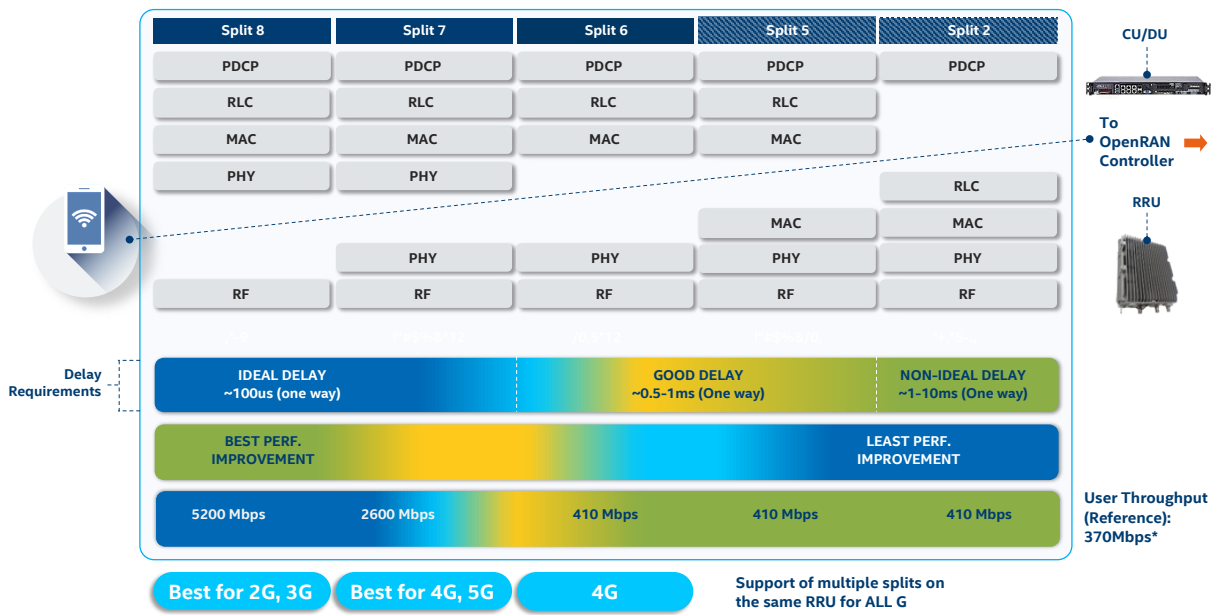 Split 8 Split 7 Split 6 Split 5 Split 2
CU/DU
PDCP PDCP PDCP PDCP PDCP
RLC RLC RLC RLC
To
OpenRAN
Controller
MAC MAC MAC MAC
PHY PHY
RLC
RRU
MAC MAC
PHY PHY PHY PHY
RF RF RF RF RF
Delay
Requirements
IDEAL DELAY GOOD DELAY NON-IDEAL DELAY
~100us (one way) ~0.5-1ms (One way) ~1-10ms (One way)
BEST PERF. LEAST PERF.
IMPROVEMENT IMPROVEMENT
5200 Mbps 2600 Mbps 410 Mbps 410 Mbps 410 Mbps
User Throughput
(Reference):
370Mbps*
Best for 2G, 3G Best for 4G, 5G 4G
Support of multiple splits on
the same RRU for ALL G